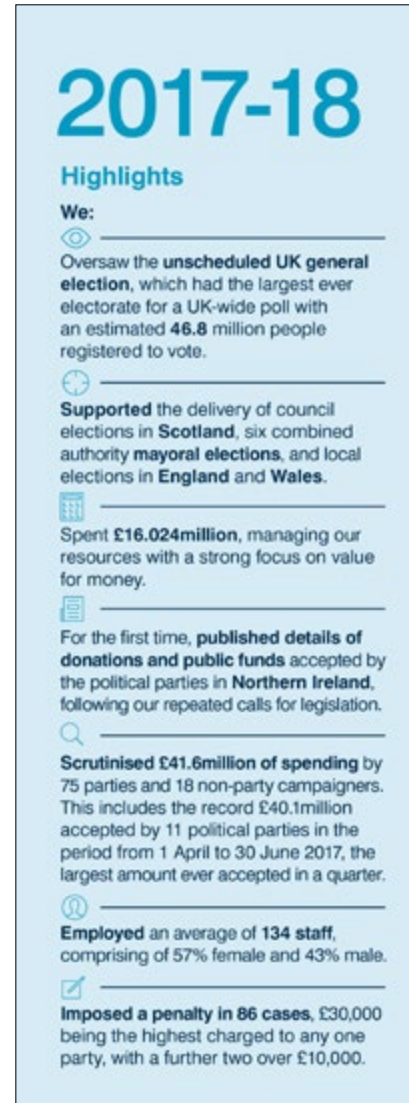 2017-18
Highlights
We:
Oversaw the unscheduled UK general
election, which had the largest ever
electorate for a UK-wide poll with
an estimated 46.8 million people
registered to vote.
Supported the delivery of council
elections in Scotland, six combined
authority mayoral elections, and local
elections in England and Wales.
Spent £16.024million, managing our
resources with a strong focus on value
for money.
For the first time, published details of
donations and public funds accepted by
the political parties in Northern Ireland,
following our repeated calls for legislation.
Scrutinised £41.6million of spending by
75 parties and 18 non-party campaigners.
This includes the record £40.1million
accepted by 11 political parties in the
period from 1 April to 30 June 2017, the
largest amount ever accepted in a quarter.
Employed an average of 134 staff,
comprising of 57% female and 43% male.
Imposed a penalty in 86 cases, £30,000
being the highest charged to any one
party, with a further two over £10,000.